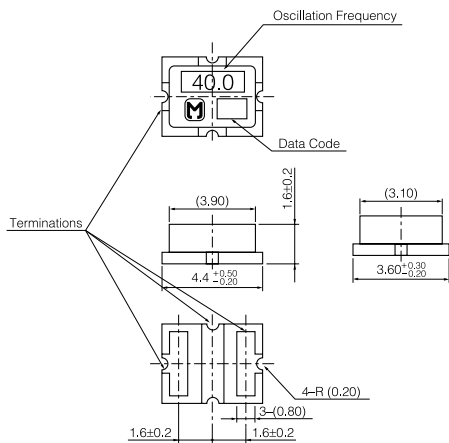 Oscillation Frequency
40.0
M
Data Code
(3.90)
1.6±0.2
(3.10)
Terminations
4.4 +0.50 -0.20
3.60 +0.30 -0.20
4–R (0.20)
3–(0.80)
1.6±0.2
1.6±0.2